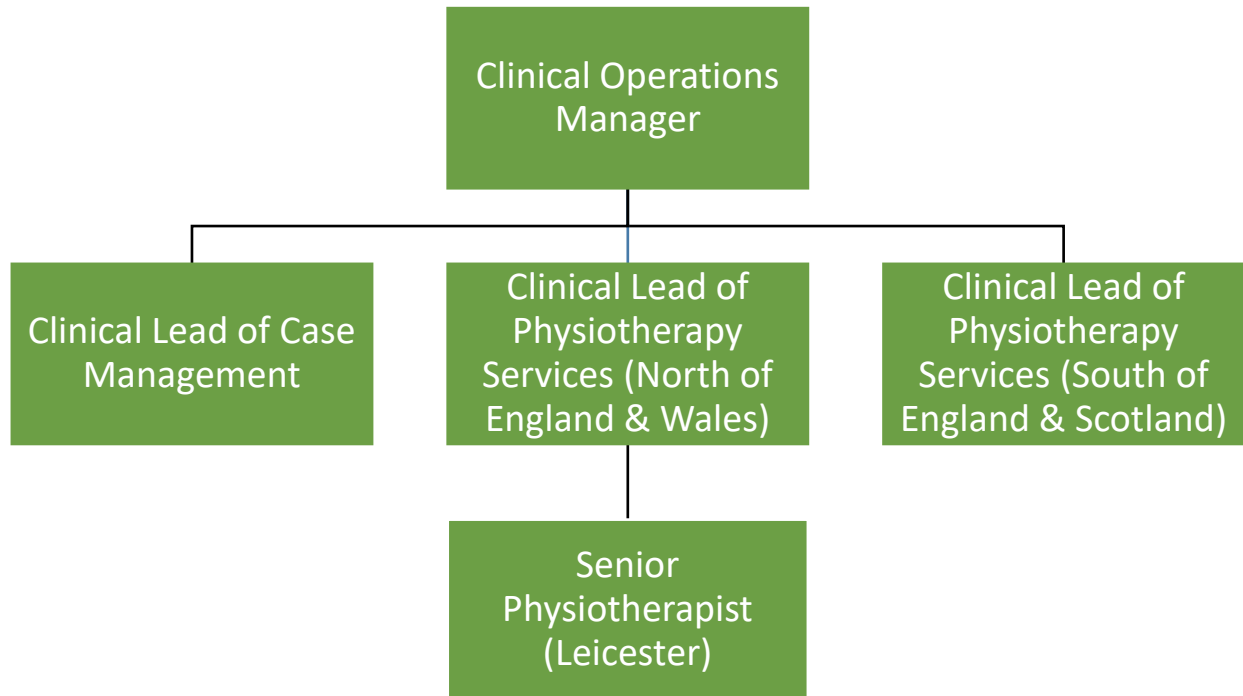 Clinical Operations
Manager
Clinical Lead of Case
Management
Clinical Lead of
Physiotherapy
Services (North of
England & Wales)
Clinical Lead of
Physiotherapy
Services (South of
England & Scotland)
Senior
Physiotherapist
(Leicester)